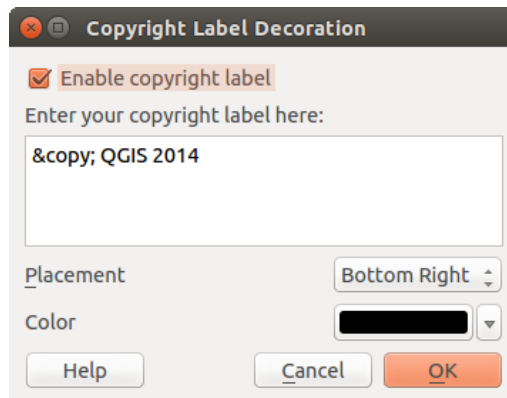 Copyright Label Decoration
Enable copyright label
Enter your copyright label here:
&copy; QGIS 2014
Placement
Bottom Right
Color
Help
Cancel
OK